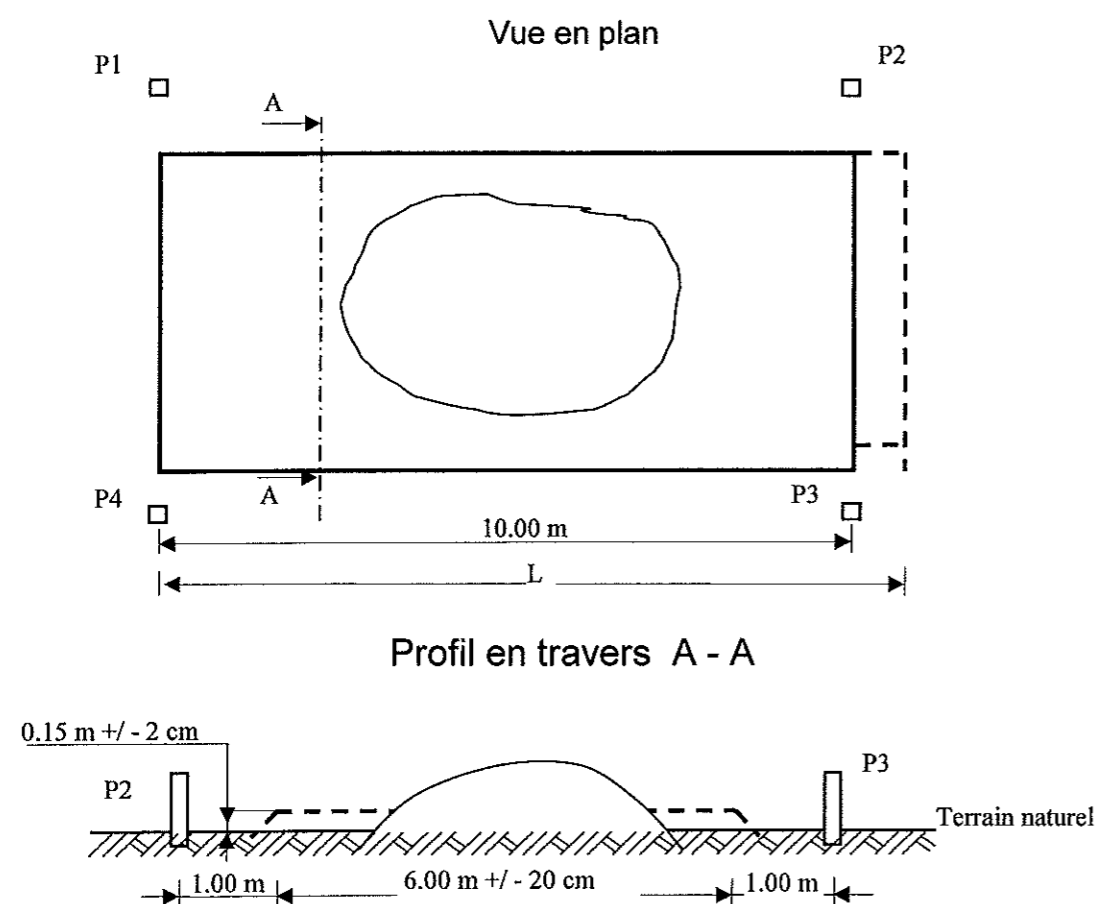 Vue en plan
P1
P2
A
A
P4
P3
10.00 m
L
Profil en travers A - A
0.15 m +/- 2 cm
P2
P3
Terrain naturel
1.00 m
6.00 m +/- 20 cm
1.00 m